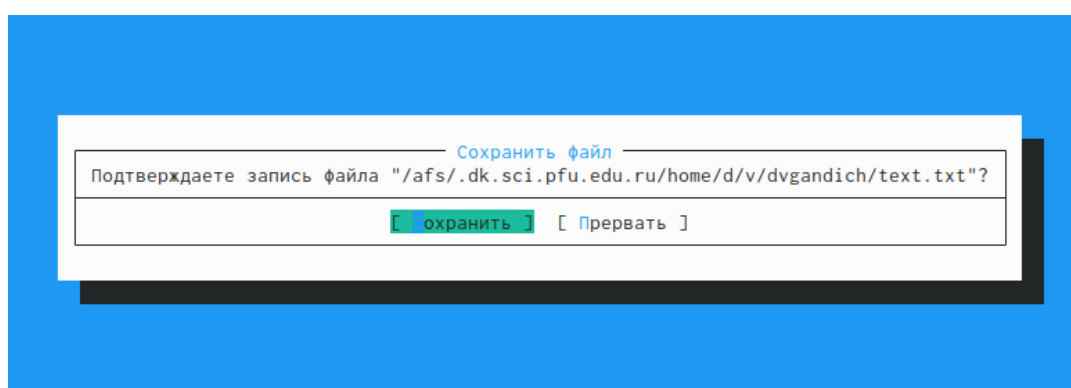 Сохранить файл
Подтверждаете запись файла "/afs/.dk.sci.pfu.edu.ru/home/d/v/dvgandich/text.txt"?
[ Сохранить ] [ Прервать ]